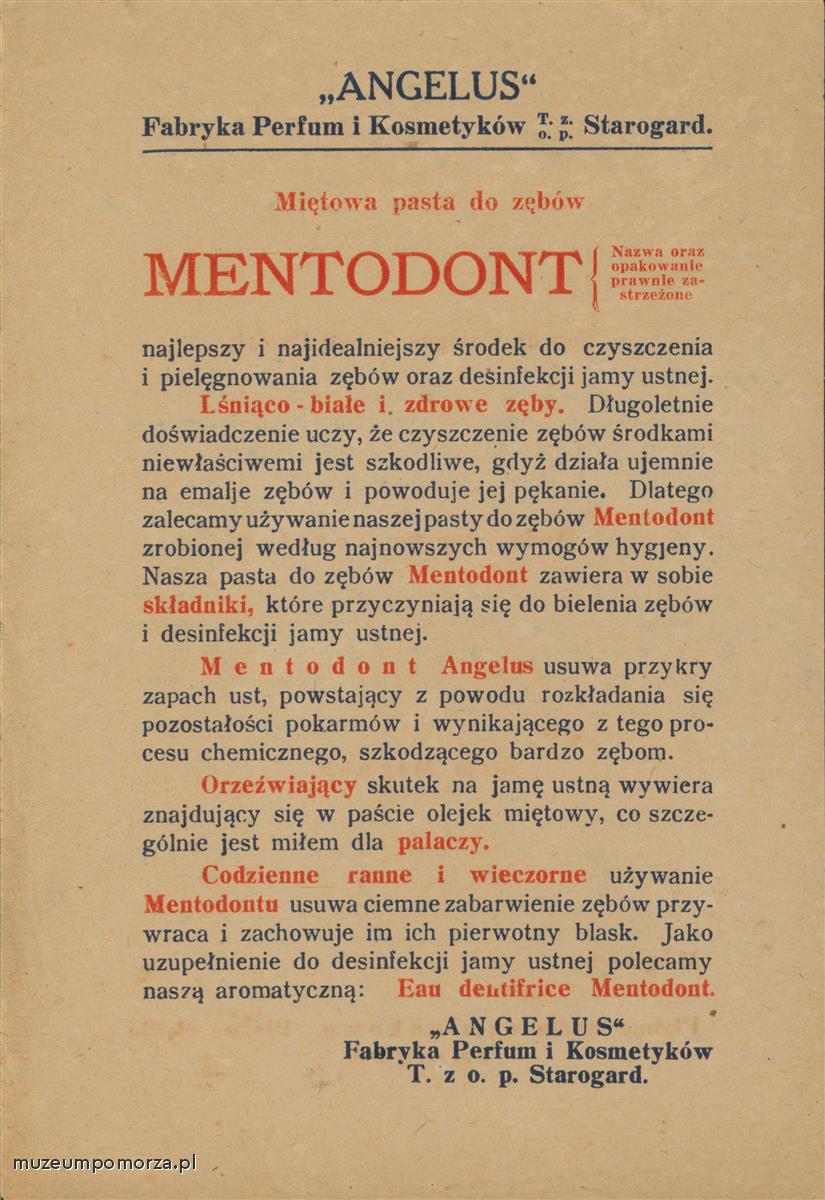 „ANGELUS“
Fabryka Perfum i Kosmetyków T. z. o. p. Starogard.
Miętowa pasta do zębów
MENTODONT
Nazwa oraz
opakowanie
prawnie za-
strzeżone
najlepszy i najidealniejszy środek do czyszczenia
i pielęgnowania zębów oraz desinfekcji jamy ustnej.
Lśniąco - białe i zdrowe zęby. Długoletnie
doświadczenie uczy, że czyszczenie zębów środkami
niewłaściwemi jest szkodliwe, gdyż działa ujemnie
na emalje zębów i powoduje jej pękanie. Dlatego
zalecamy używanie naszej pasty do zębów Mentodont
zrobionej według najnowszych wymogów hygjeny.
Nasza pasta do zębów Mentodont zawiera w sobie
składniki, które przyczyniają się do bielenia zębów
i desinfekcji jamy ustnej.
Mentodont Angelus usuwa przykry
zapach ust, powstający z powodu rozkładania się
pozostałości pokarmów i wynikającego z tego pro-
cesu chemicznego, szkodzącego bardzo zębom.
Orzeźwiający skutek na jamę ustną wywiera
znajdujący się w paście olejek miętowy, co szcze-
gólnie jest miłem dla palaczy.
Codzienne ranne i wieczorne używanie
Mentodontu usuwa ciemne zabarwienie zębów przy-
wraca i zachowuje im ich pierwotny blask. Jako
uzupełnienie do desinfekcji jamy ustnej polecamy
naszą aromatyczną: Eau dentifrice Mentodont.
„ANGELUS“
Fabryka Perfum i Kosmetyków
T. z o. p. Starogard.
muzeumpomorza.pl